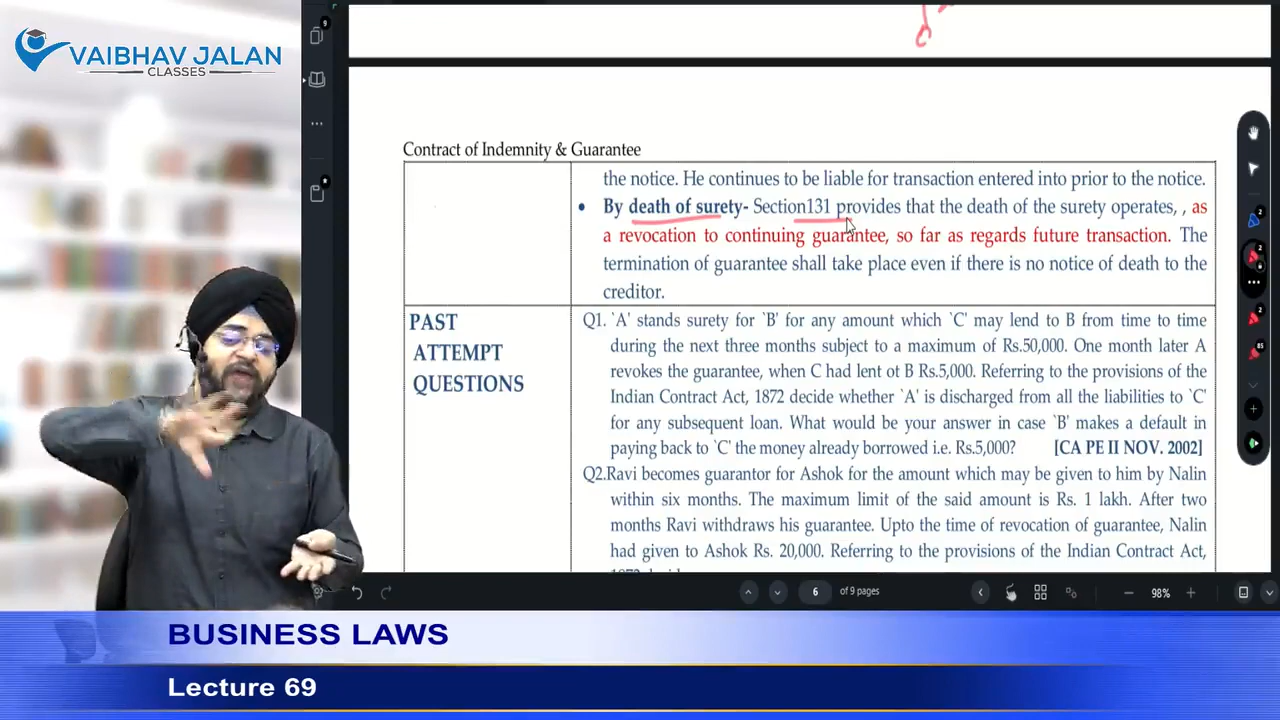 VAIBHAV JALAN
CLASSES
Contract of Indemnity & Guarantee
the notice. He continues to be liable for transaction entered into prior to the notice.
• By death of surety- Section131 provides that the death of the surety operates, , as
a revocation to continuing guarantee, so far as regards future transaction. The
termination of guarantee shall take place even if there is no notice of death to the
creditor.
PAST
ATTEMPT
QUESTIONS
Q1. `A' stands surety for `B' for any amount which `C' may lend to B from time to time
during the next three months subject to a maximum of Rs.50,000. One month later A
revokes the guarantee, when C had lent ot B Rs.5,000. Referring to the provisions of the
Indian Contract Act, 1872 decide whether `A' is discharged from all the liabilities to `C'
for any subsequent loan. What would be your answer in case `B' makes a default in
paying back to `C' the money already borrowed i.e. Rs.5,000? [CA PE II NOV. 2002]
Q2.Ravi becomes guarantor for Ashok for the amount which may be given to him by Nalin
within six months. The maximum limit of the said amount is Rs. 1 lakh. After two
months Ravi withdraws his guarantee. Upto the time of revocation of guarantee, Nalin
had given to Ashok Rs. 20,000. Referring to the provisions of the Indian Contract Act,
6 of 9 pages
98%
BUSINESS LAWS
Lecture 69